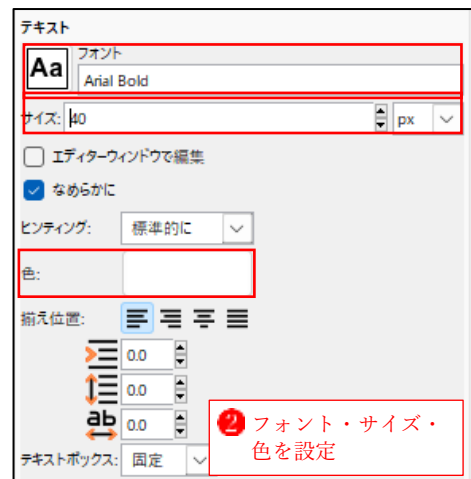 テキスト
Aa
フォント
Arial Bold
サイズ: 40 px
エディターウィンドウで編集
なめらかに
ヒンティング: 標準的に
色:
揃え位置:
0.0
0.0
ab 0.0
テキストボックス: 固定
2 フォント・サイズ・
色を設定